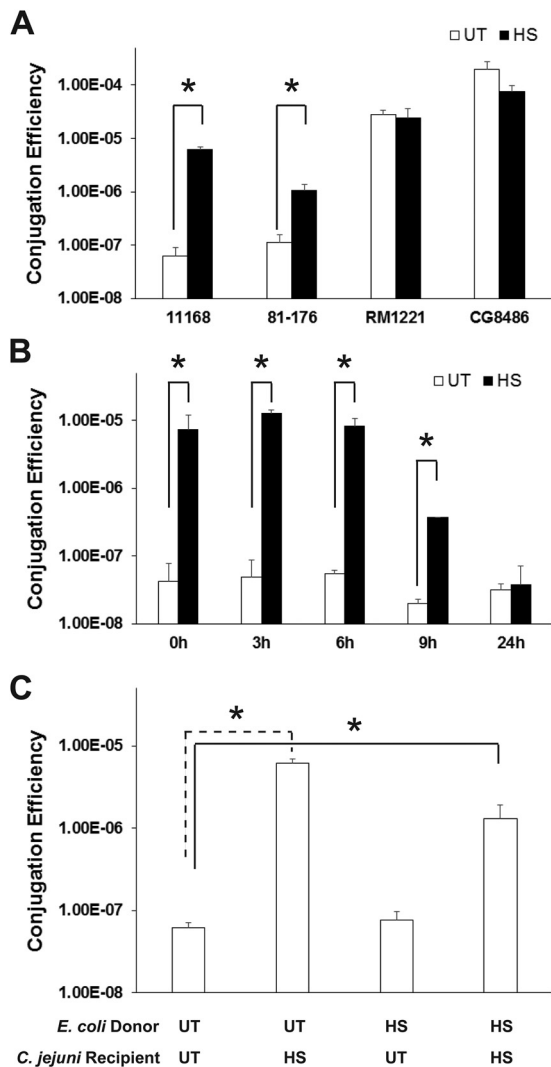 A
UT HS
Conjugation Efficiency
1.00E-04
1.00E-05
1.00E-06
1.00E-07
1.00E-08
* *
11168 81-176 RM1221 CG8486
B
UT HS
Conjugation Efficiency
1.00E-05
1.00E-06
1.00E-07
1.00E-08
* * * *
0h 3h 6h 9h 24h
C
Conjugation Efficiency
1.00E-05
1.00E-06
1.00E-07
1.00E-08
* *
E. coli Donor UT UT HS HS
C. jejuni Recipient UT HS UT HS